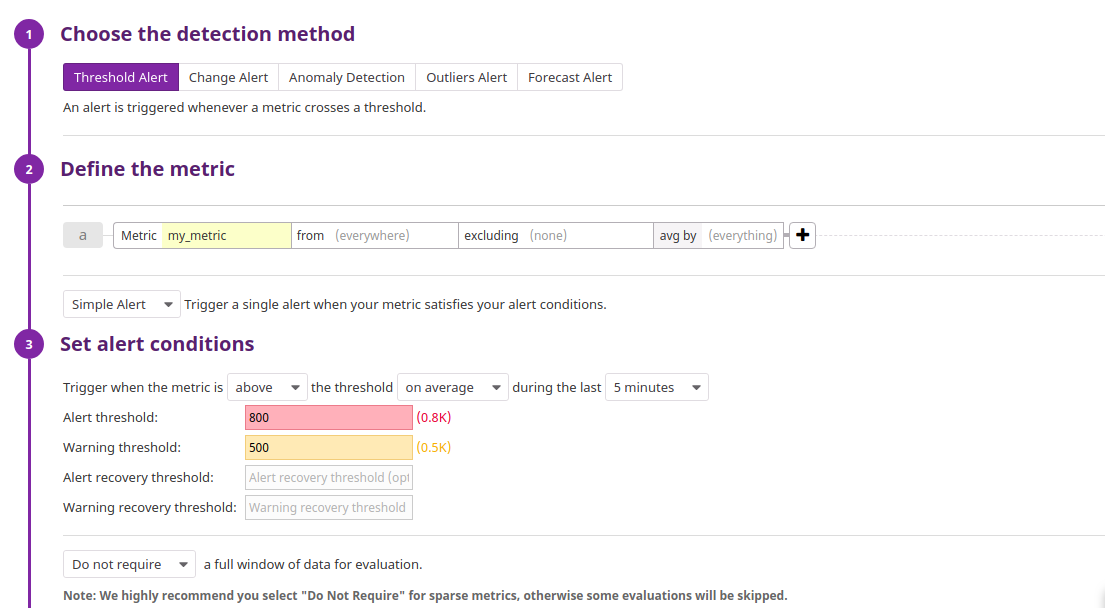 1 Choose the detection method
Threshold Alert Change Alert Anomaly Detection Outliers Alert Forecast Alert
An alert is triggered whenever a metric crosses a threshold.
2 Define the metric
a Metric my_metric from (everywhere) excluding (none) avg by (everything)
Simple Alert Trigger a single alert when your metric satisfies your alert conditions.
3 Set alert conditions
Trigger when the metric is above the threshold on average during the last 5 minutes
Alert threshold: 800 (0.8K)
Warning threshold: 500 (0.5K)
Alert recovery threshold: Alert recovery threshold (opt
Warning recovery threshold: Warning recovery threshold
Do not require a full window of data for evaluation.
Note: We highly recommend you select "Do Not Require" for sparse metrics, otherwise some evaluations will be skipped.